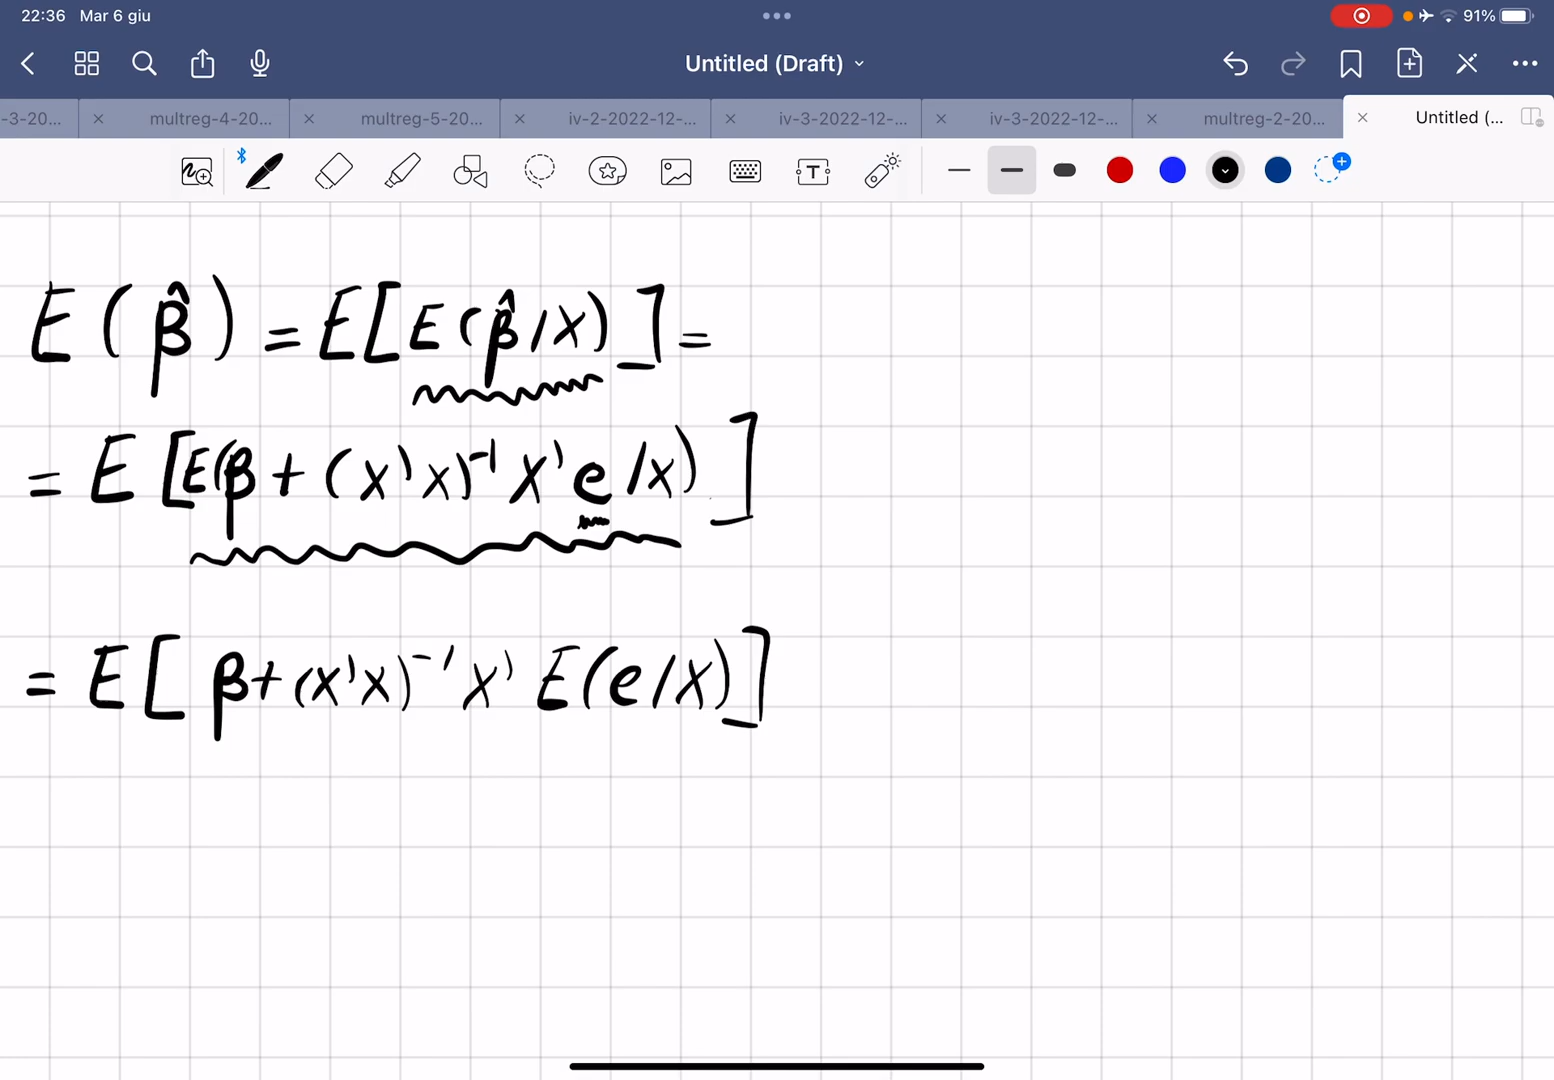 22:36 Mar 6 giu 91%
Untitled (Draft)
-3-20... multreg-4-20... multreg-5-20... iv-2-2022-12-... iv-3-2022-12-... iv-3-2022-12-... multreg-2-20... Untitled (...
T
E(β̂) = E[E(β̂/X)] =
= E[E(β + (X'X)⁻¹X'e/X)]
= E[β + (X'X)⁻¹X' E(e/X)]